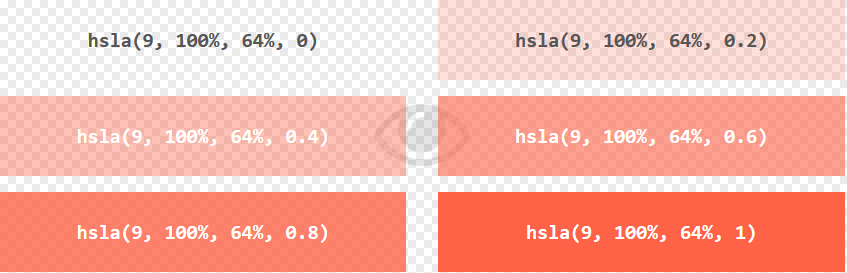 hsla(9, 100%, 64%, 0)
hsla(9, 100%, 64%, 0.2)
hsla(9, 100%, 64%, 0.4)
hsla(9, 100%, 64%, 0.6)
hsla(9, 100%, 64%, 0.8)
hsla(9, 100%, 64%, 1)